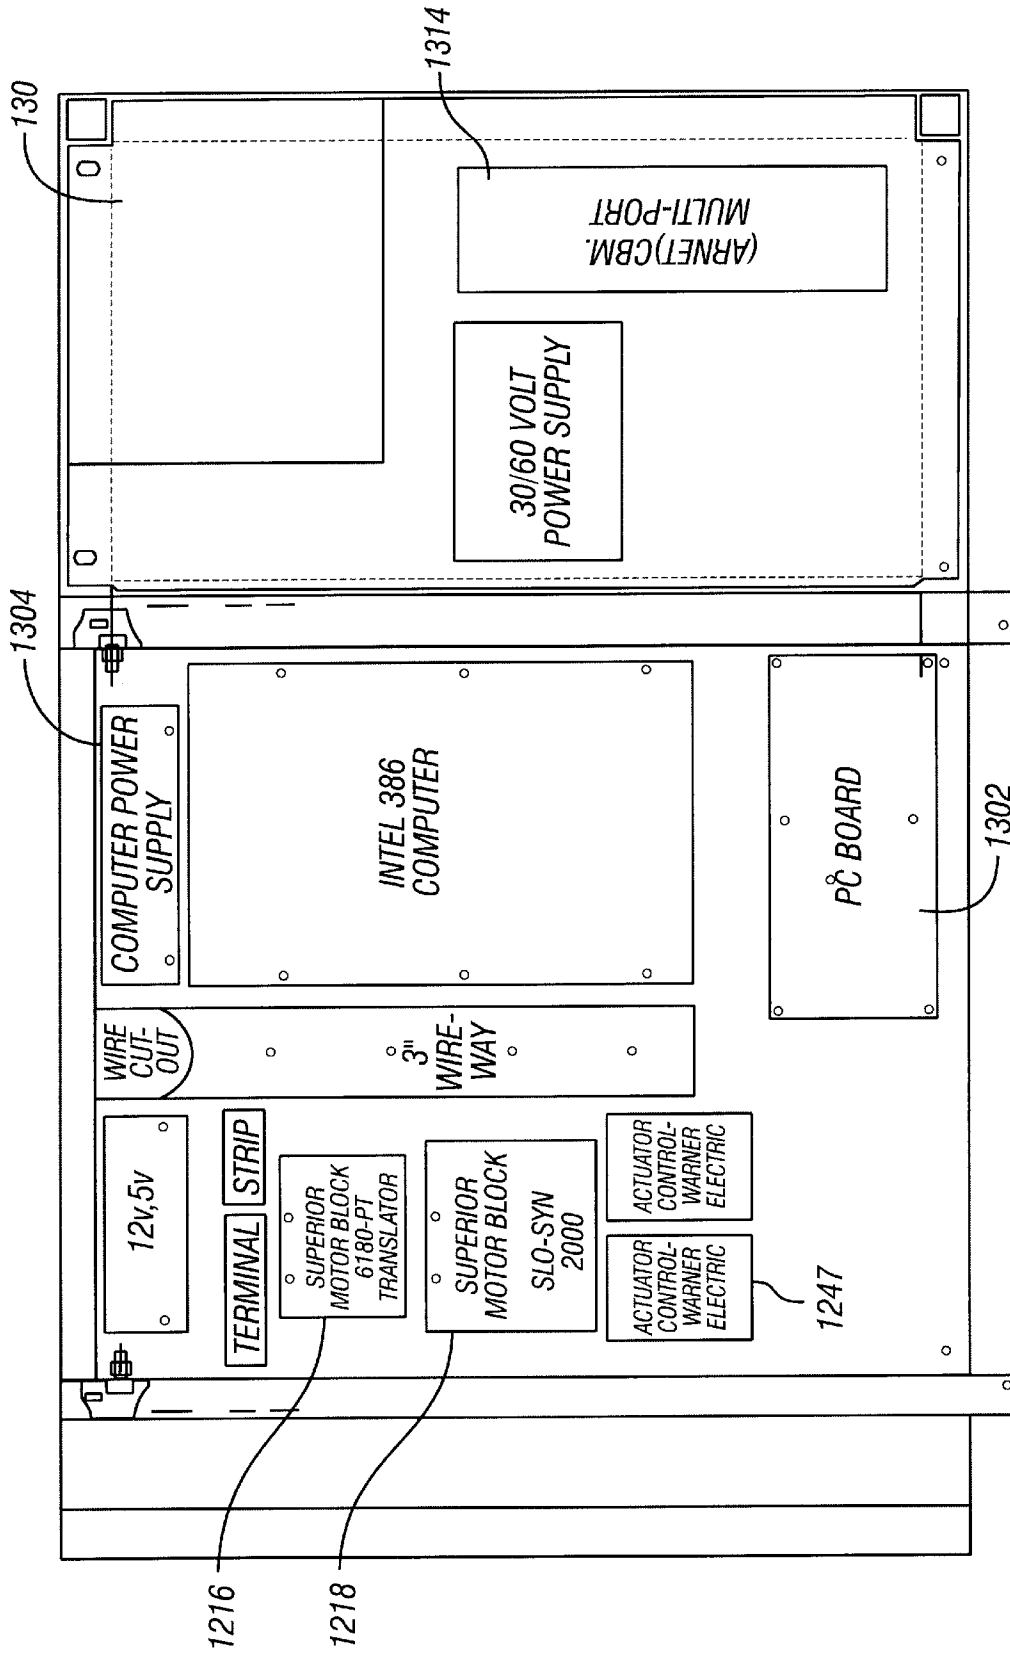 1216
1218
1304
130
1314
12v,5v
WIRE
CUT-
OUT
COMPUTER POWER
SUPPLY
TERMINAL
STRIP
SUPERIOR
MOTOR BLOCK
6180-PT
TRANSLATOR
SUPERIOR
MOTOR BLOCK
SLO-SYN
2000
3"
WIRE-
WAY
INTEL 386
COMPUTER
30/60 VOLT
POWER SUPPLY
(ARNET)CBM.
MULTI-PORT
ACTUATOR
CONTROL-
WARNER
ELECTRIC
ACTUATOR
CONTROL-
WARNER
ELECTRIC
1247
PC BOARD
1302